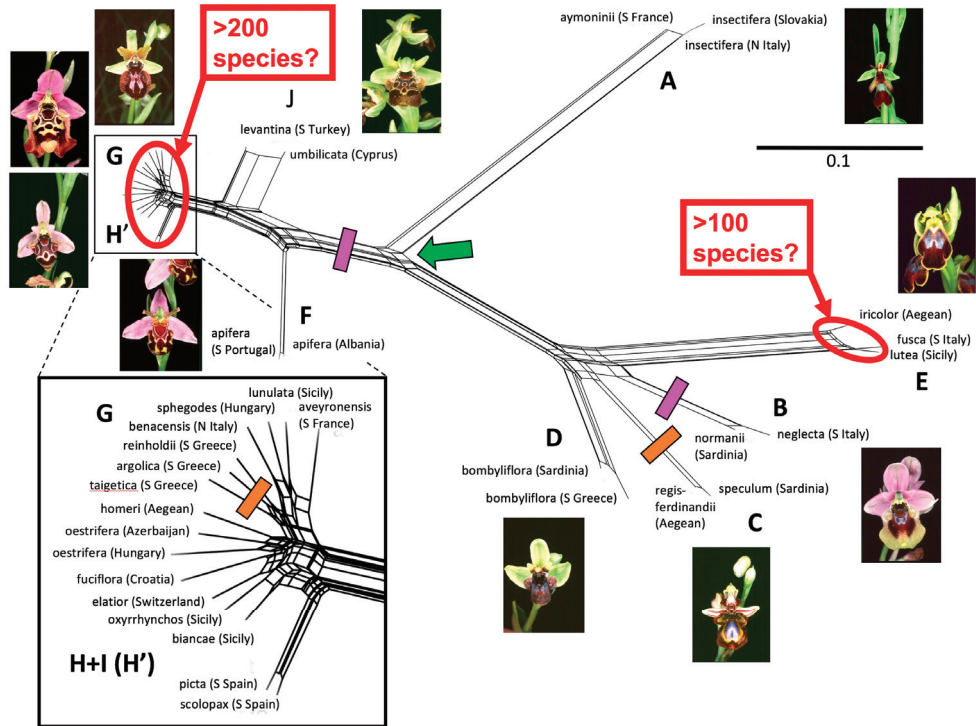 >200
species?
J
levantina (S Turkey)
umbilicata (Cyprus)
aymoninii (S France)
insectifera (Slovakia)
insectifera (N Italy)
A
0.1
G
H’
>100
species?
iricolor (Aegean)
fusca (S Italy)
lutea (Sicily)
E
F
apifera
(S Portugal)
apifera (Albania)
B
neglecta (S Italy)
normanii
(Sardinia)
D
bombyliflora (Sardinia)
bombyliflora (S Greece)
speculum (Sardinia)
regis-
ferdinandii
(Aegean)
C
G
lunulata (Sicily)
sphegodes (Hungary)
aveyronensis
(S France)
benacensis (N Italy)
reinholdii (S Greece)
argolica (S Greece)
taigetica (S Greece)
homeri (Aegean)
oestrifera (Azerbaijan)
oestrifera (Hungary)
fuciflora (Croatia)
elatior (Switzerland)
oxyrrhynchos (Sicily)
biancae (Sicily)
H+I (H’)
picta (S Spain)
scolopax (S Spain)